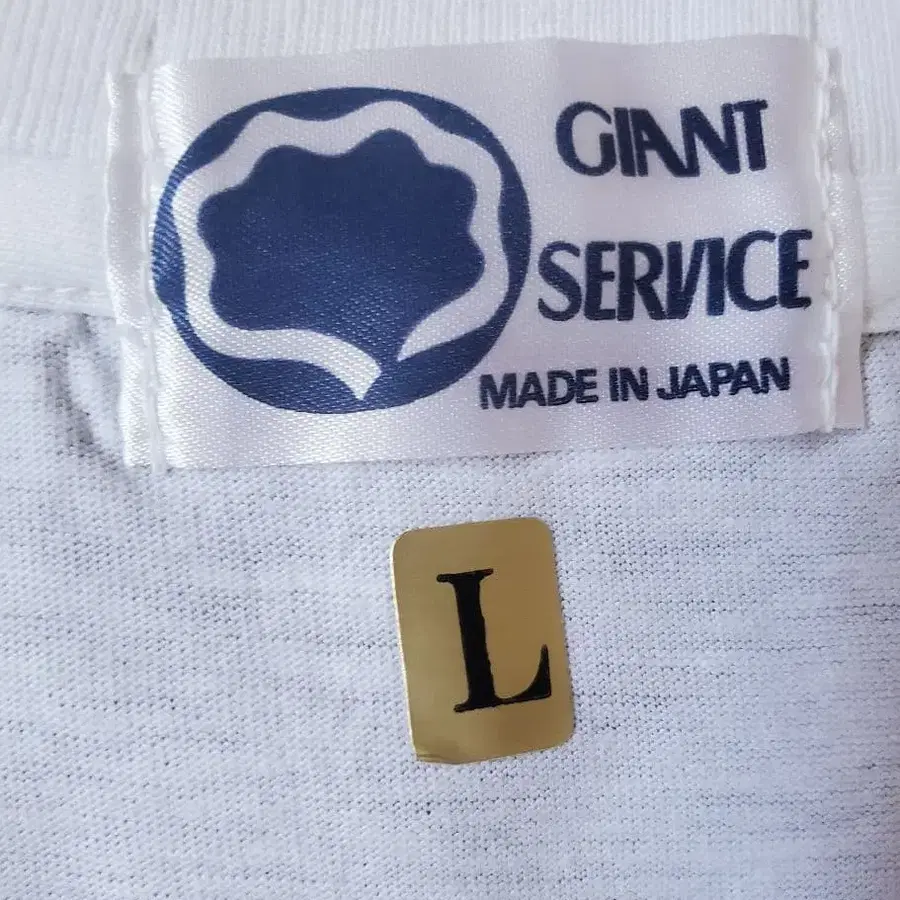 GIANT
SERVICE
MADE IN JAPAN
L